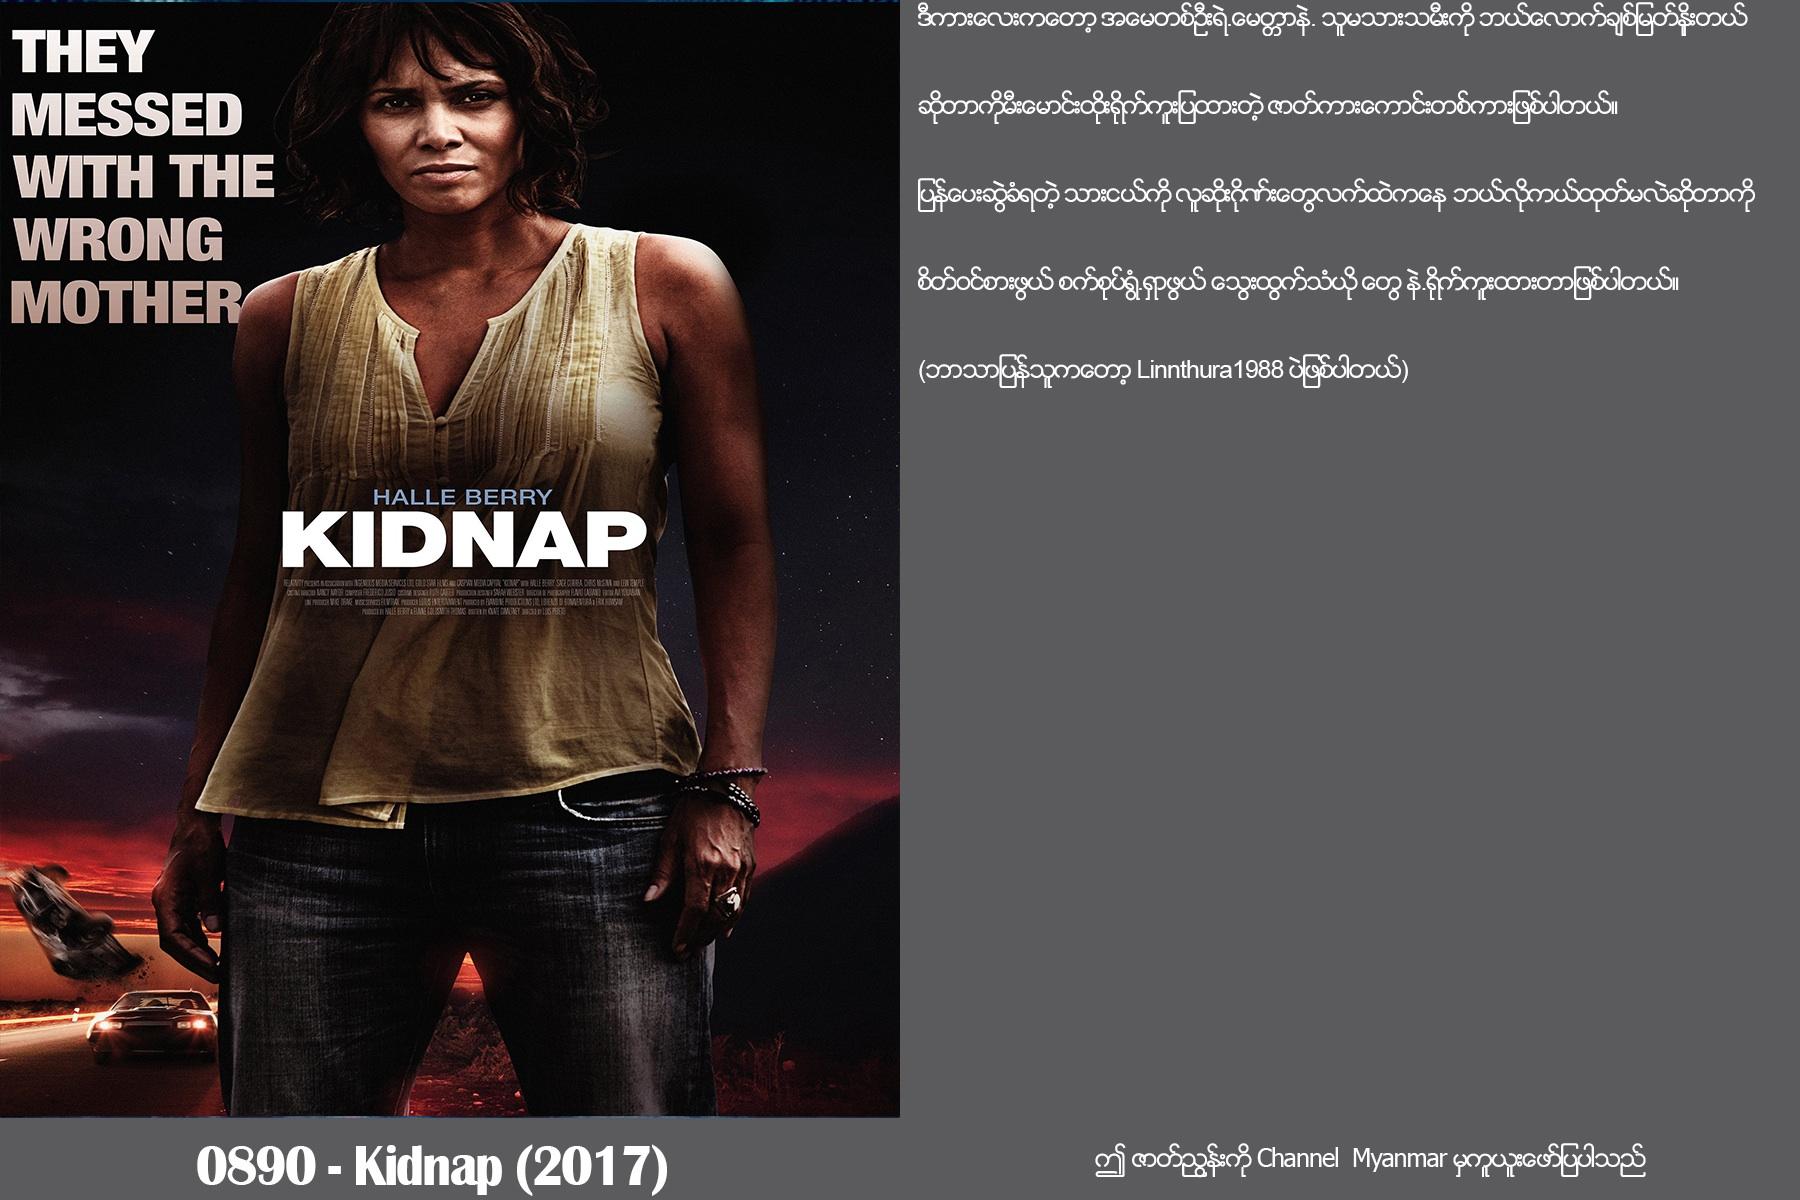 THEY
MESSED
WITH THE
WRONG
MOTHER
HALLE BERRY
KIDNAP
0890 - Kidnap (2017)
ဒီကားလေးကတော့ အမေတစ်ဦးရဲ.မေတ္တာနဲ. သူမသားသမီးကို ဘယ်လောက်ချစ်မြတ်နိူးတယ်
ဆိုတာကိုမီးမောင်းထိုးရိုက်ကူးပြထားတဲ့ ဇာတ်ကားကောင်းတစ်ကားဖြစ်ပါတယ်။
ပြန်ပေးဆွဲခံရတဲ့ သားငယ်ကို လူဆိုးဂိုဏ်းတွေလက်ထဲကနေ ဘယ်လိုကယ်ထုတ်မလဲဆိုတာကို
စိတ်ဝင်စားဖွယ် စက်စုပ်ရွံ့ရှာဖွယ် သွေးထွက်သံယို တွေ နဲ.ရိုက်ကူးထားတာဖြစ်ပါတယ်။
(ဘာသာပြန်သူကတော့ Linnthura1988 ပဲဖြစ်ပါတယ်)
ဤ ဇာတ်ညွှန်းကို Channel Myanmar မှကူယူးဖော်ပြပါသည်